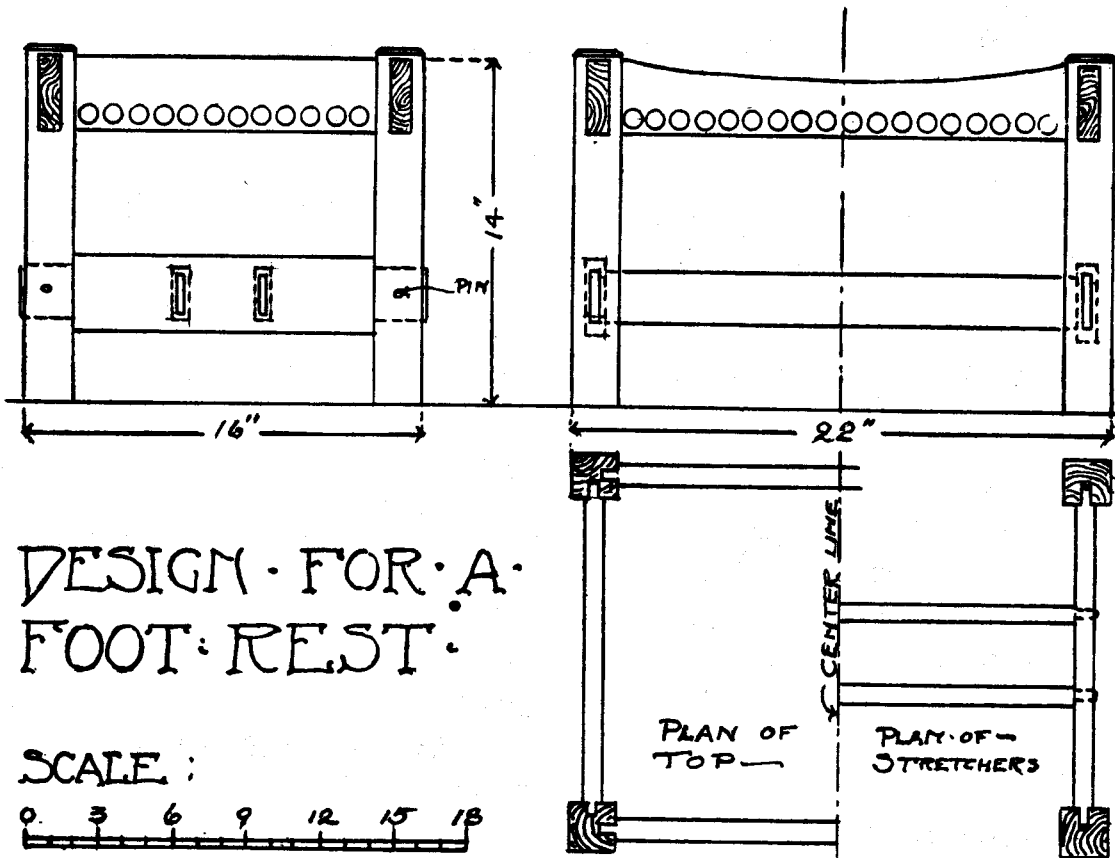 14"
PIN
16"
22"
DESIGN · FOR · A ·
FOOT : REST ·
CENTER LINE
PLAN OF
TOP —
PLAN · OF —
STRETCHERS
SCALE :
0 3 6 9 12 15 18